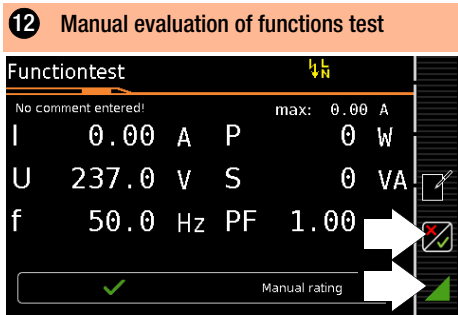 12 Manual evaluation of functions test
Functiontest L N
No comment entered! max: 0.00 A
I 0.00 A P 0 W
U 237.0 V S 0 VA
f 50.0 Hz PF 1.00
Manual rating